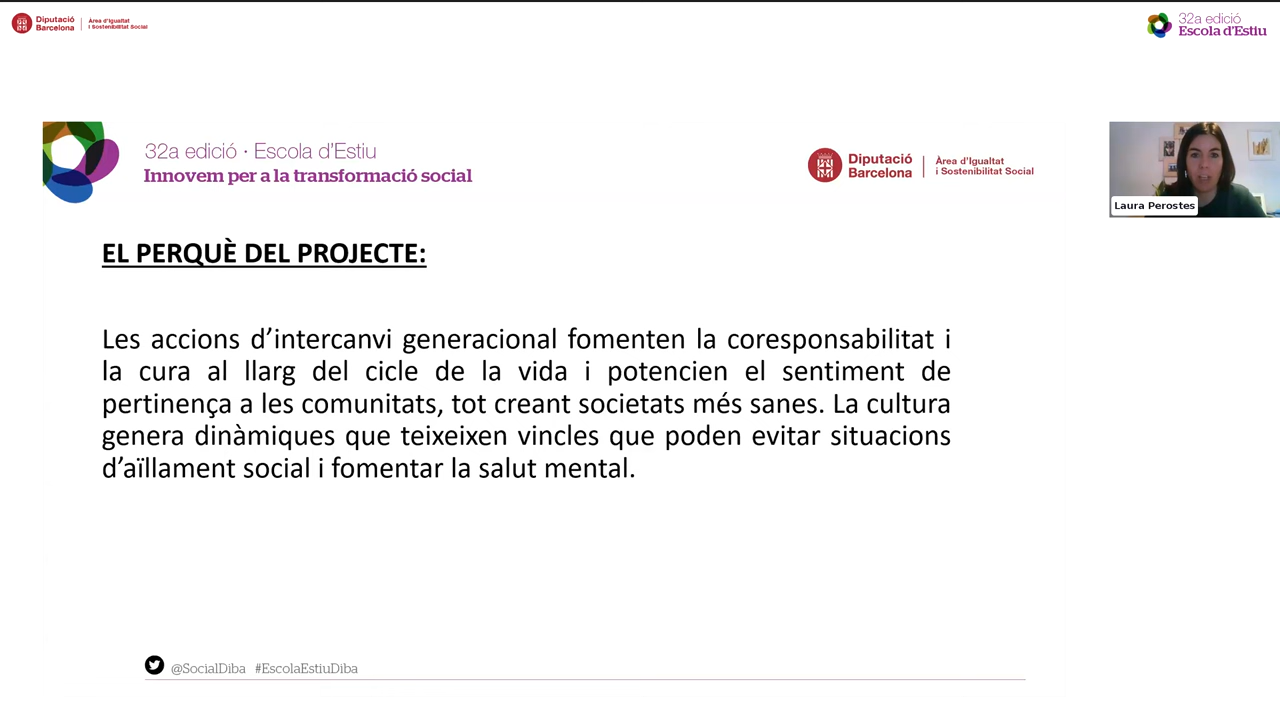 Diputació
Barcelona
Àrea d'Igualtat
i Sostenibilitat Social
32a edició
Escola d'Estiu
32a edició · Escola d'Estiu
Innovem per a la transformació social
Diputació
Barcelona
Àrea d'Igualtat
i Sostenibilitat Social
Laura Perostes
EL PERQUÈ DEL PROJECTE:
Les accions d’intercanvi generacional fomenten la coresponsabilitat i
la cura al llarg del cicle de la vida i potencien el sentiment de
pertinença a les comunitats, tot creant societats més sanes. La cultura
genera dinàmiques que teixeixen vincles que poden evitar situacions
d’aïllament social i fomentar la salut mental.
@SocialDiba #EscolaEstiuDiba